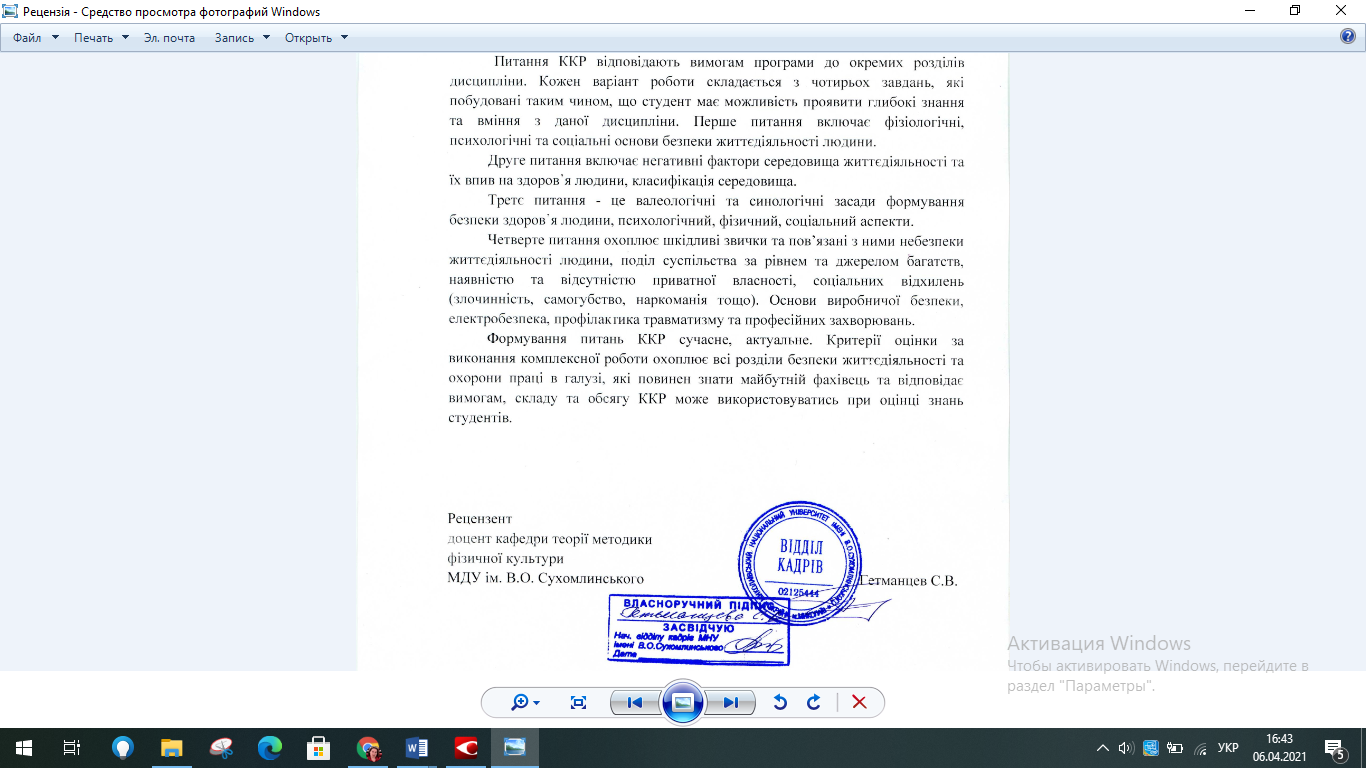 Рецензія - Средство просмотра фотографий Windows
Файл Печать Эл. почта Запись Открыть
Питання ККР відповідають вимогам програми до окремих розділів
дисципліни. Кожен варіант роботи складається з чотирьох завдань, які
побудовані таким чином, що студент має можливість проявити глибокі знання
та вміння з даної дисципліни. Перше питання включає фізіологічні,
психологічні та соціальні основи безпеки життєдіяльності людини.
Друге питання включає негативні фактори середовища життєдіяльності та
їх впив на здоров`я людини, класифікація середовища.
Третє питання - це валеологічні та синологічні засади формування
безпеки здоров`я людини, психологічний, фізичний, соціальний аспекти.
Четверте питання охоплює шкідливі звички та пов’язані з ними небезпеки
життєдіяльності людини, поділ суспільства за рівнем та джерелом багатств,
наявністю та відсутністю приватної власності, соціальних відхилень
(злочинність, самогубство, наркоманія тощо). Основи виробничої безпеки,
електробезпека, профілактика травматизму та професійних захворювань.
Формування питань ККР сучасне, актуальне. Критерії оцінки за
виконання комплексної роботи охоплює всі розділи безпеки життєдіяльності та
охорони праці в галузі, які повинен знати майбутній фахівець та відповідає
вимогам, складу та обсягу ККР може використовуватись при оцінці знань
студентів.
Рецензент
доцент кафедри теорії методики
фізичної культури
МДУ ім. В.О. Сухомлинського
Гетманцев С.В.
НАЦІОНАЛЬНИЙ УНІВЕРСИТЕТ ІМЕНІ В.О.СУХОМЛИНСЬКОГО
ВІДДІЛ
КАДРІВ
02125444
ВЛАСНОРУЧНИЙ ПІДПИС
ЗАСВІДЧУЮ
Нач. відділу кадрів МНУ
імені В.О.Сухомлинського
Дата
Активация Windows
Чтобы активировать Windows, перейдите в
раздел "Параметры".
УКР
16:43
06.04.2021
5